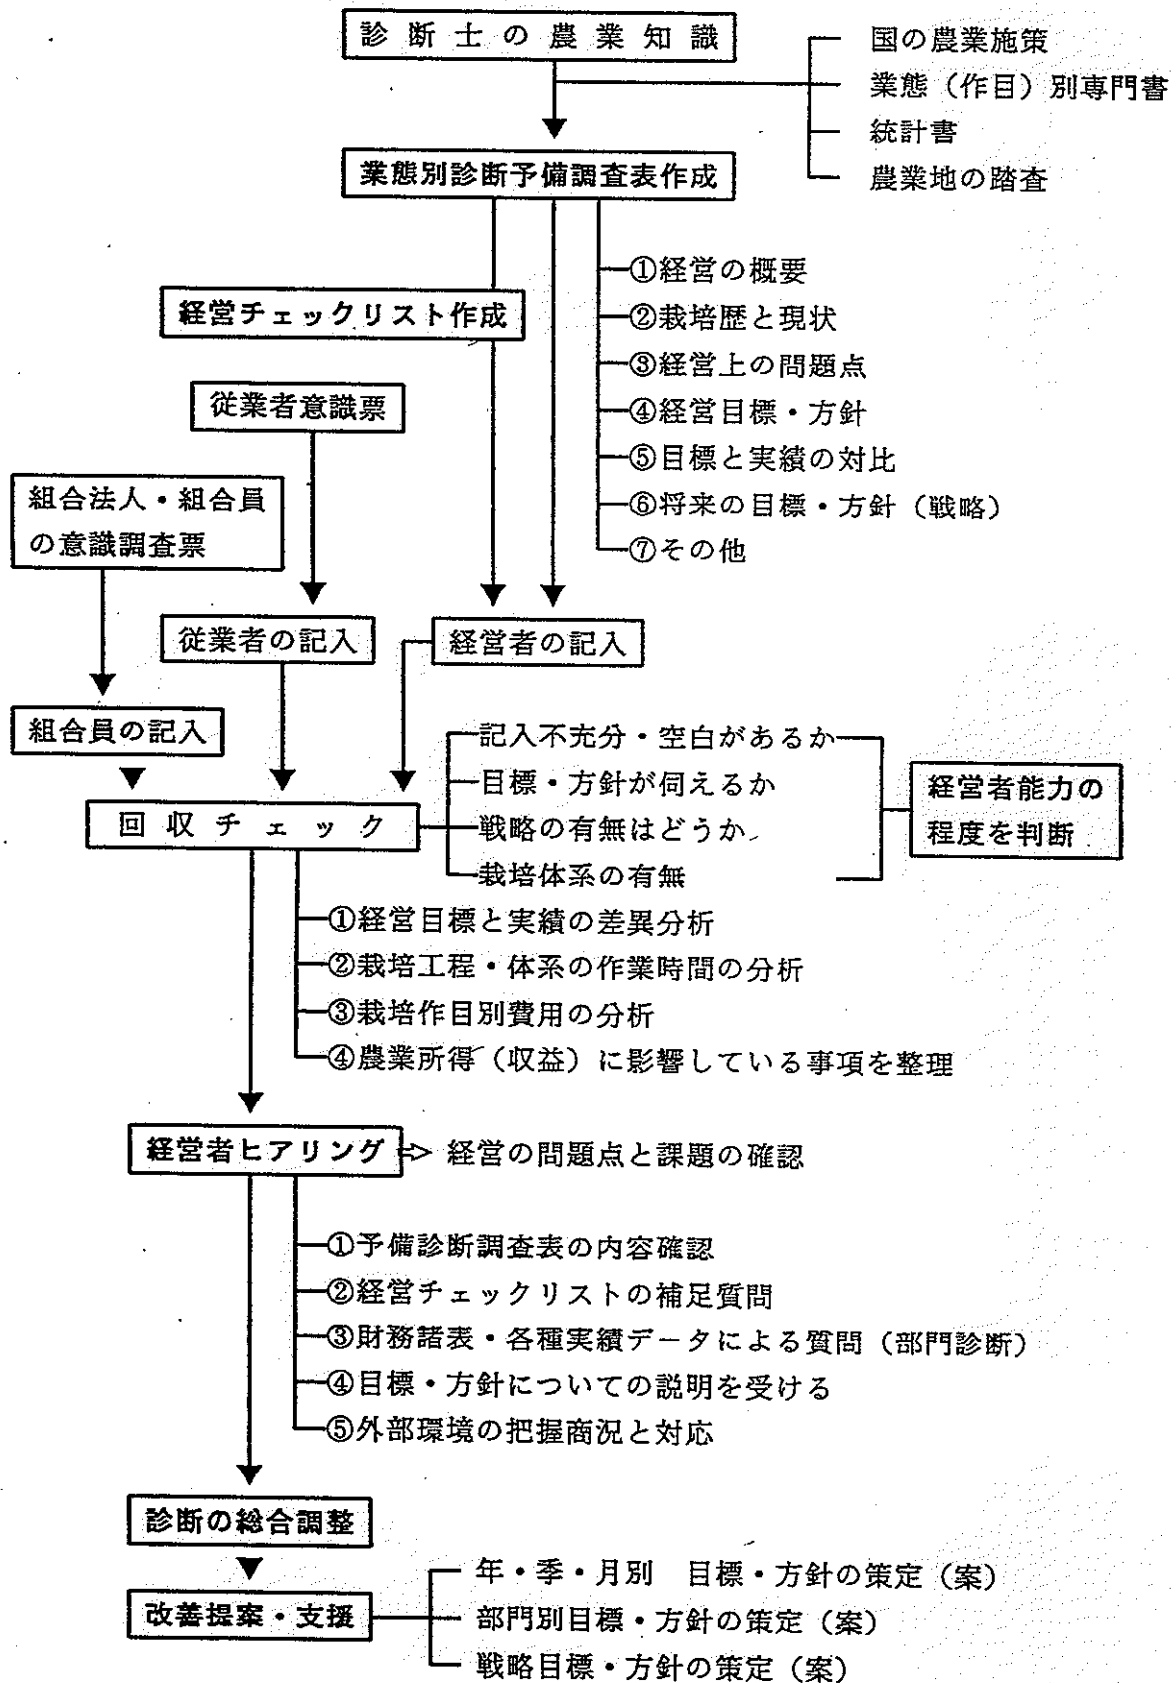 診断士の農業知識
国の農業施策
業態（作目）別専門書
統計書
農業地の踏査
業態別診断予備調査表作成
①経営の概要
②栽培歴と現状
③経営上の問題点
④経営目標・方針
⑤目標と実績の対比
⑥将来の目標・方針（戦略）
⑦その他
経営チェックリスト作成
従業者意識票
組合法人・組合員
の意識調査票
従業者の記入
経営者の記入
組合員の記入
回収チェック
記入不充分・空白があるか
目標・方針が伺えるか
戦略の有無はどうか
栽培体系の有無
経営者能力の
程度を判断
①経営目標と実績の差異分析
②栽培工程・体系の作業時間の分析
③栽培作目別費用の分析
④農業所得（収益）に影響している事項を整理
経営者ヒアリング
経営の問題点と課題の確認
①予備診断調査表の内容確認
②経営チェックリストの補足質問
③財務諸表・各種実績データによる質問（部門診断）
④目標・方針についての説明を受ける
⑤外部環境の把握商況と対応
診断の総合調整
改善提案・支援
年・季・月別　目標・方針の策定（案）
部門別目標・方針の策定（案）
戦略目標・方針の策定（案）